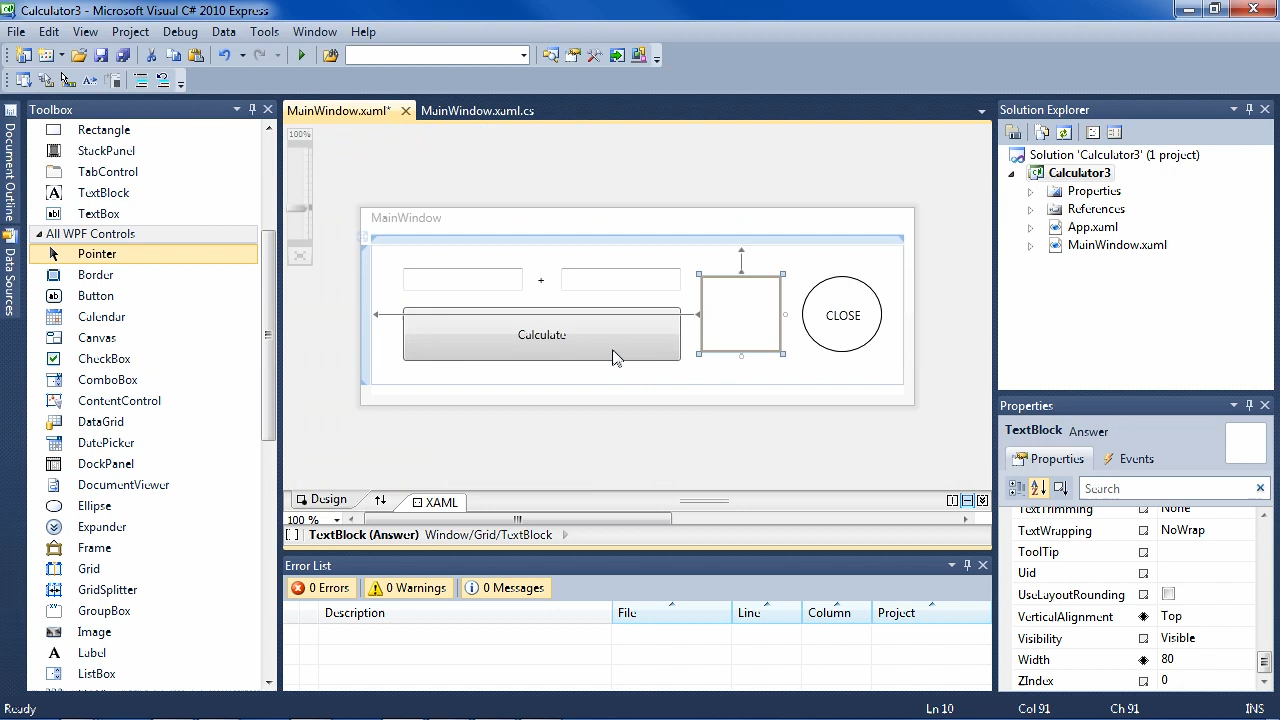 Calculator3 - Microsoft Visual C# 2010 Express
File Edit View Project Debug Data Tools Window Help
Document Outline
Data Sources
Toolbox
Rectangle
StackPanel
TabControl
TextBlock
TextBox
All WPF Controls
Pointer
Border
Button
Calendar
Canvas
CheckBox
ComboBox
ContentControl
DataGrid
DatePicker
DockPanel
DocumentViewer
Ellipse
Expander
Frame
Grid
GridSplitter
GroupBox
Image
Label
ListBox
MainWindow.xaml* MainWindow.xaml.cs
100%
MainWindow
+
Calculate
CLOSE
Design XAML
100 %
TextBlock (Answer) Window/Grid/TextBlock
Error List
0 Errors 0 Warnings 0 Messages
Description File Line Column Project
Solution Explorer
Solution 'Calculator3' (1 project)
Calculator3
Properties
References
App.xaml
MainWindow.xaml
Properties
TextBlock Answer
Properties Events
Search
TextTrimming None
TextWrapping NoWrap
ToolTip
Uid
UseLayoutRounding
VerticalAlignment Top
Visibility Visible
Width 80
ZIndex 0
Ready Ln 10 Col 91 Ch 91 INS